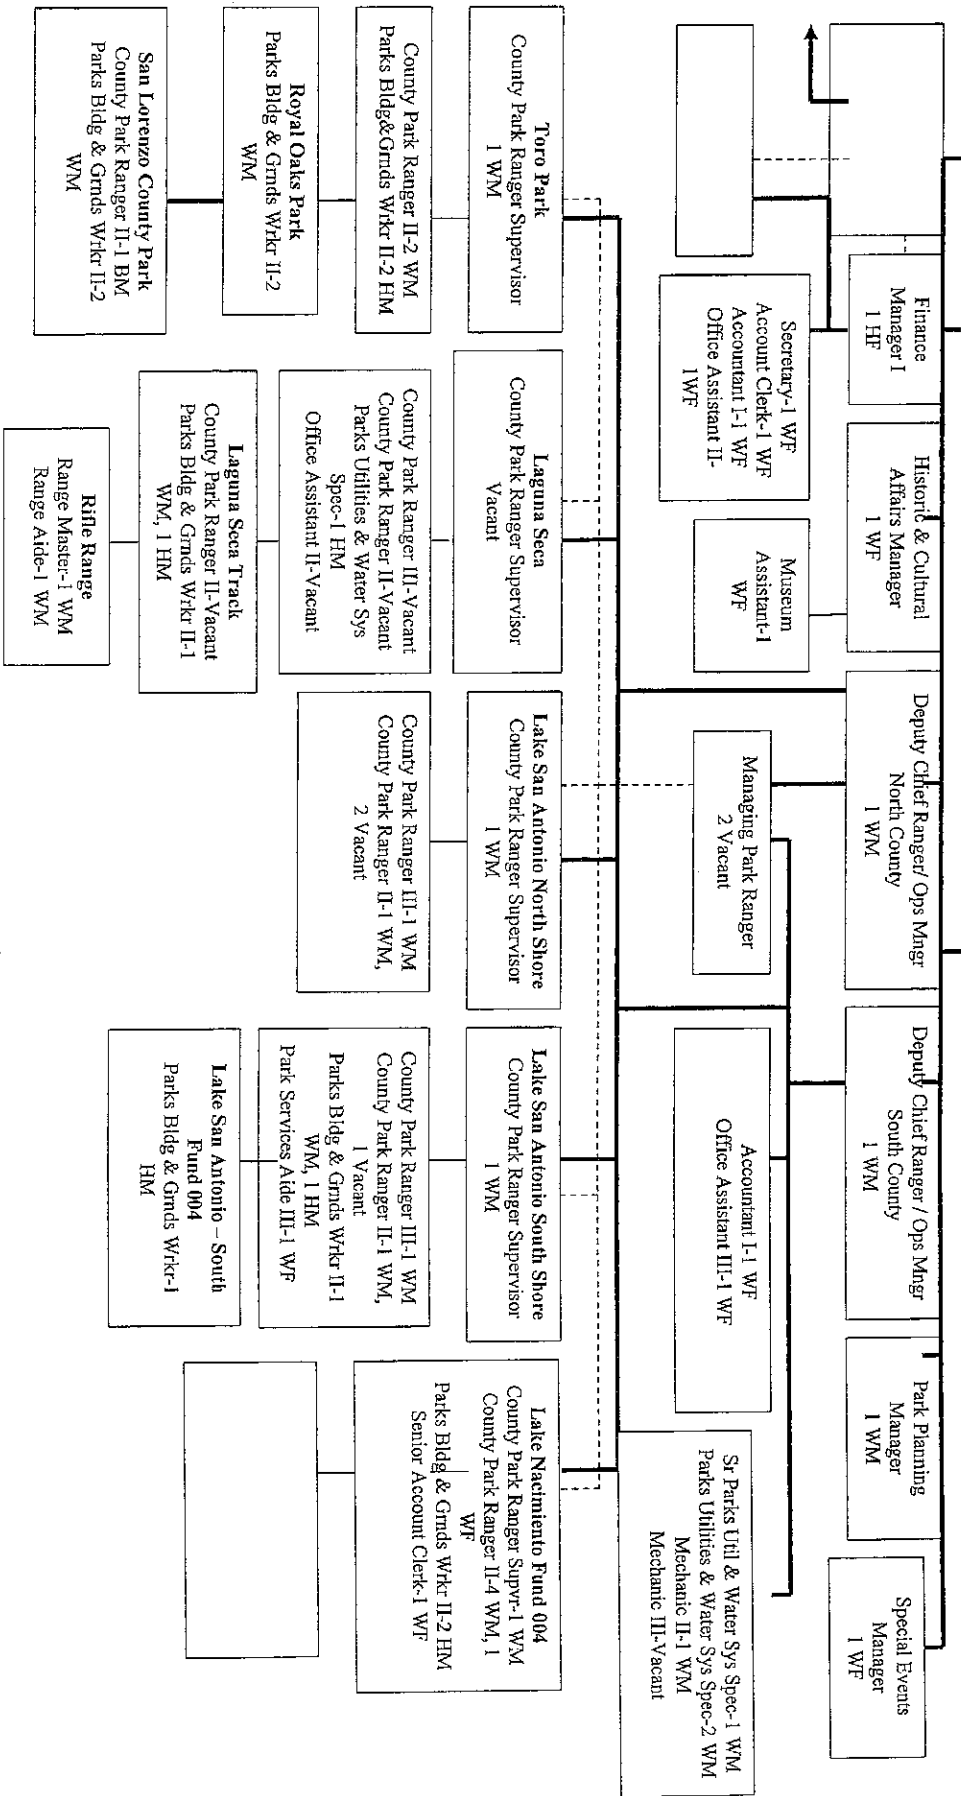 Finance
Manager I
1 HF
Historic & Cultural
Affairs Manager
1 WF
Deputy Chief Ranger/ Ops Mngr
North County
1 WM
Deputy Chief Ranger / Ops Mngr
South County
1 WM
Park Planning
Manager
1 WM
Special Events
Manager
1 WF
Secretary-1 WF
Account Clerk-1 WF
Accountant I-1 WF
Office Assistant II-
1WF
Museum
Assistant-1
WF
Managing Park Ranger
2 Vacant
Accountant I-1 WF
Office Assistant III-1 WF
Sr Parks Util & Water Sys Spec-1 WM
Parks Utilities & Water Sys Spec-2 WM
Mechanic II-1 WM
Mechanic III-Vacant
Toro Park
County Park Ranger Supervisor
1 WM
County Park Ranger II-2 WM
Parks Bldg&Grnds Wrkr II-2 HM
Royal Oaks Park
Parks Bldg & Grnds Wrkr II-2
WM
San Lorenzo County Park
County Park Ranger II-1 BM
Parks Bldg & Grnds Wrkr II-2
WM
Laguna Seca
County Park Ranger Supervisor
Vacant
County Park Ranger III-Vacant
County Park Ranger II-Vacant
Parks Utilities & Water Sys
Spec-1 HM
Office Assistant II-Vacant
Laguna Seca Track
County Park Ranger II-Vacant
Parks Bldg & Grnds Wrkr II-1
WM, 1 HM
Rifle Range
Range Master-1 WM
Range Aide-1 WM
Lake San Antonio North Shore
County Park Ranger Supervisor
1 WM
County Park Ranger III-1 WM
County Park Ranger II-1 WM,
2 Vacant
Lake San Antonio South Shore
County Park Ranger Supervisor
1 WM
County Park Ranger III-1 WM
County Park Ranger II-1 WM,
1 Vacant
Parks Bldg & Grnds Wrkr II-1
WM, 1 HM
Park Services Aide III-1 WF
Lake San Antonio – South
Fund 004
Parks Bldg & Grnds Wrkr-1
HM
Lake Nacimiento Fund 004
County Park Ranger Supvr-1 WM
County Park Ranger II-4 WM, 1
WF
Parks Bldg & Grnds Wrkr II-2 HM
Senior Account Clerk-1 WF